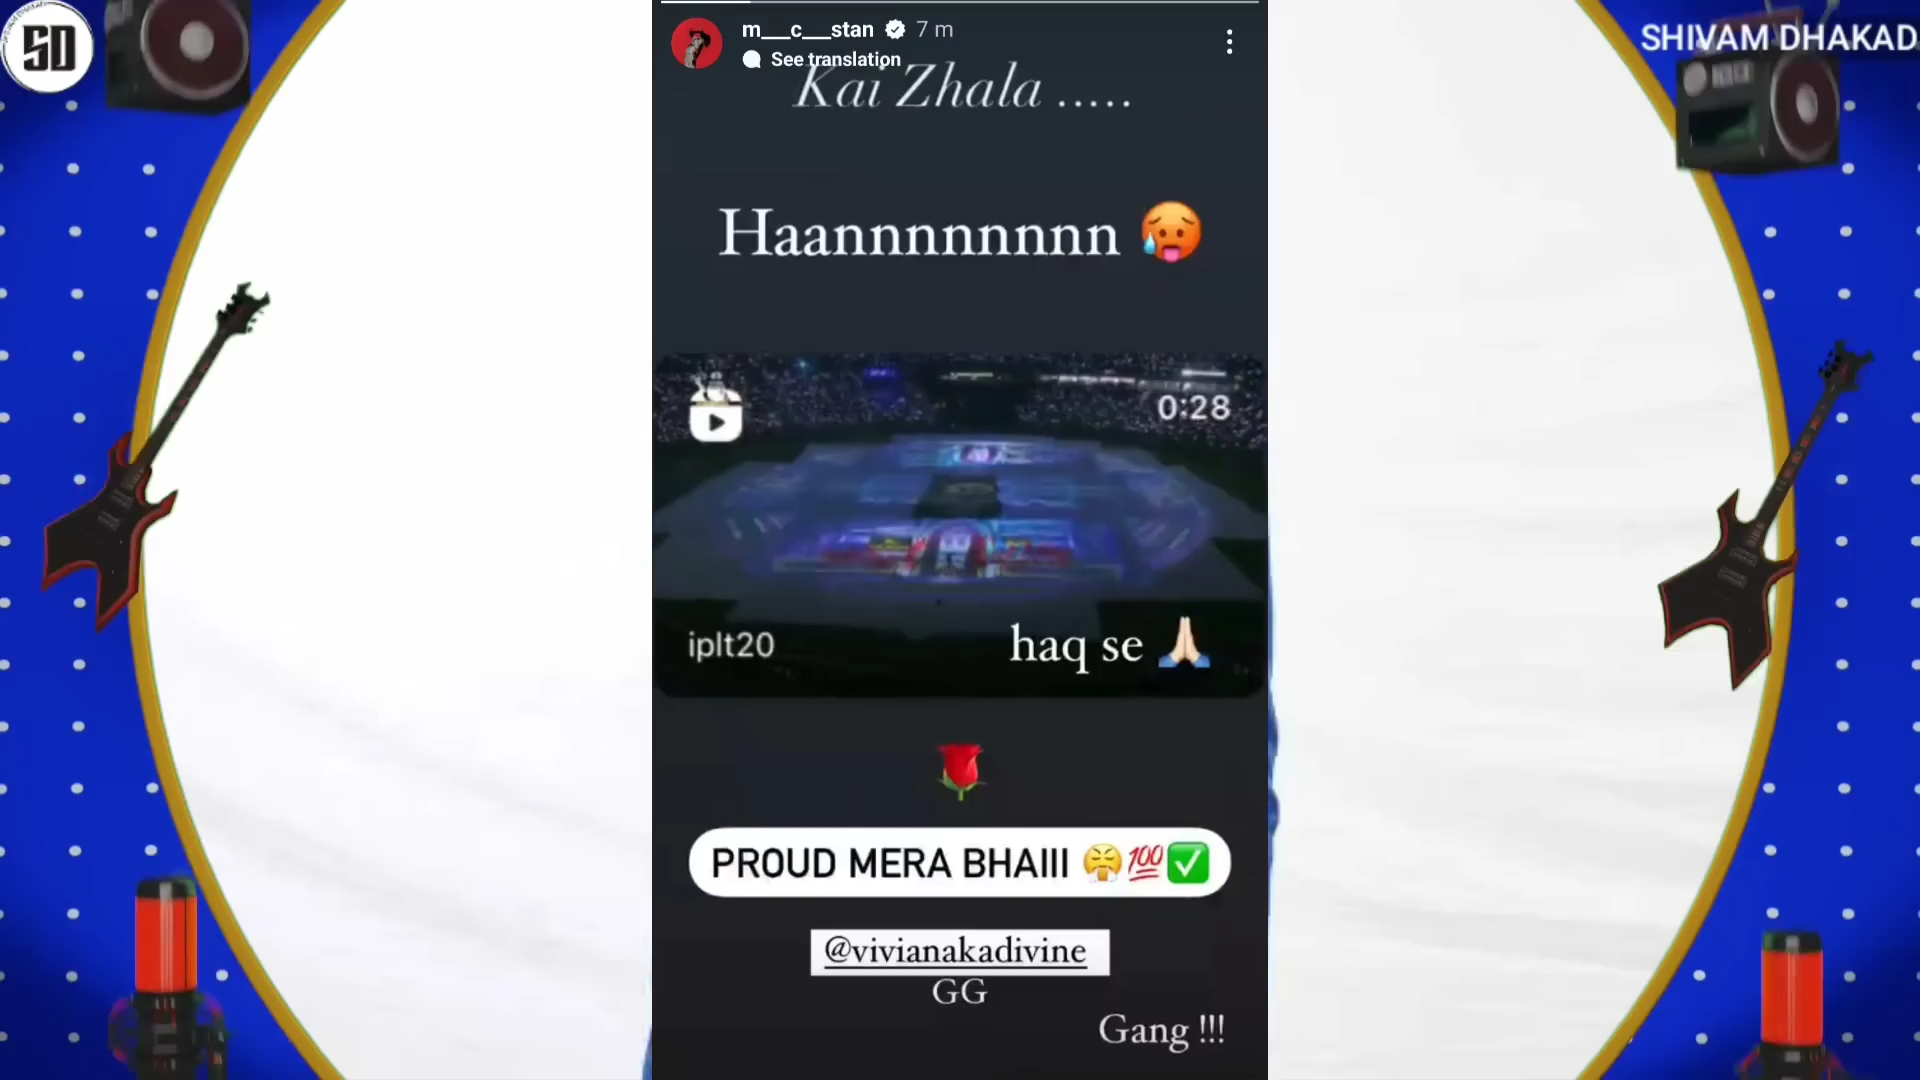 SD
SHIVAM DHAKAD
m___c___stan 7 m
See translation
Kai Zhala .....
Haannnnnnnn 🥵
0:28
iplt20
haq se 🙏🏻
🌹
PROUD MERA BHAIII 😤💯✅
@vivianakadivine
GG
Gang !!!